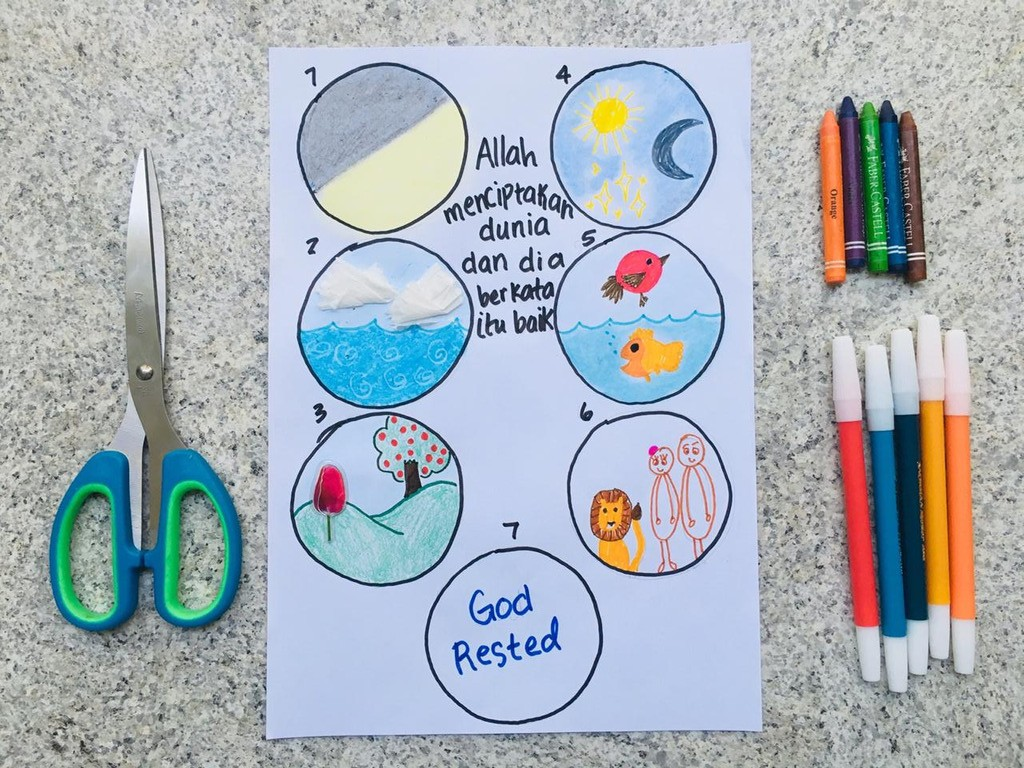 1
Allah
menciptakan
dunia
dan dia
berkata
itu baik
2
3
4
5
6
7
God
Rested
Orange
FABER-CASTELL
FABER CASTELL